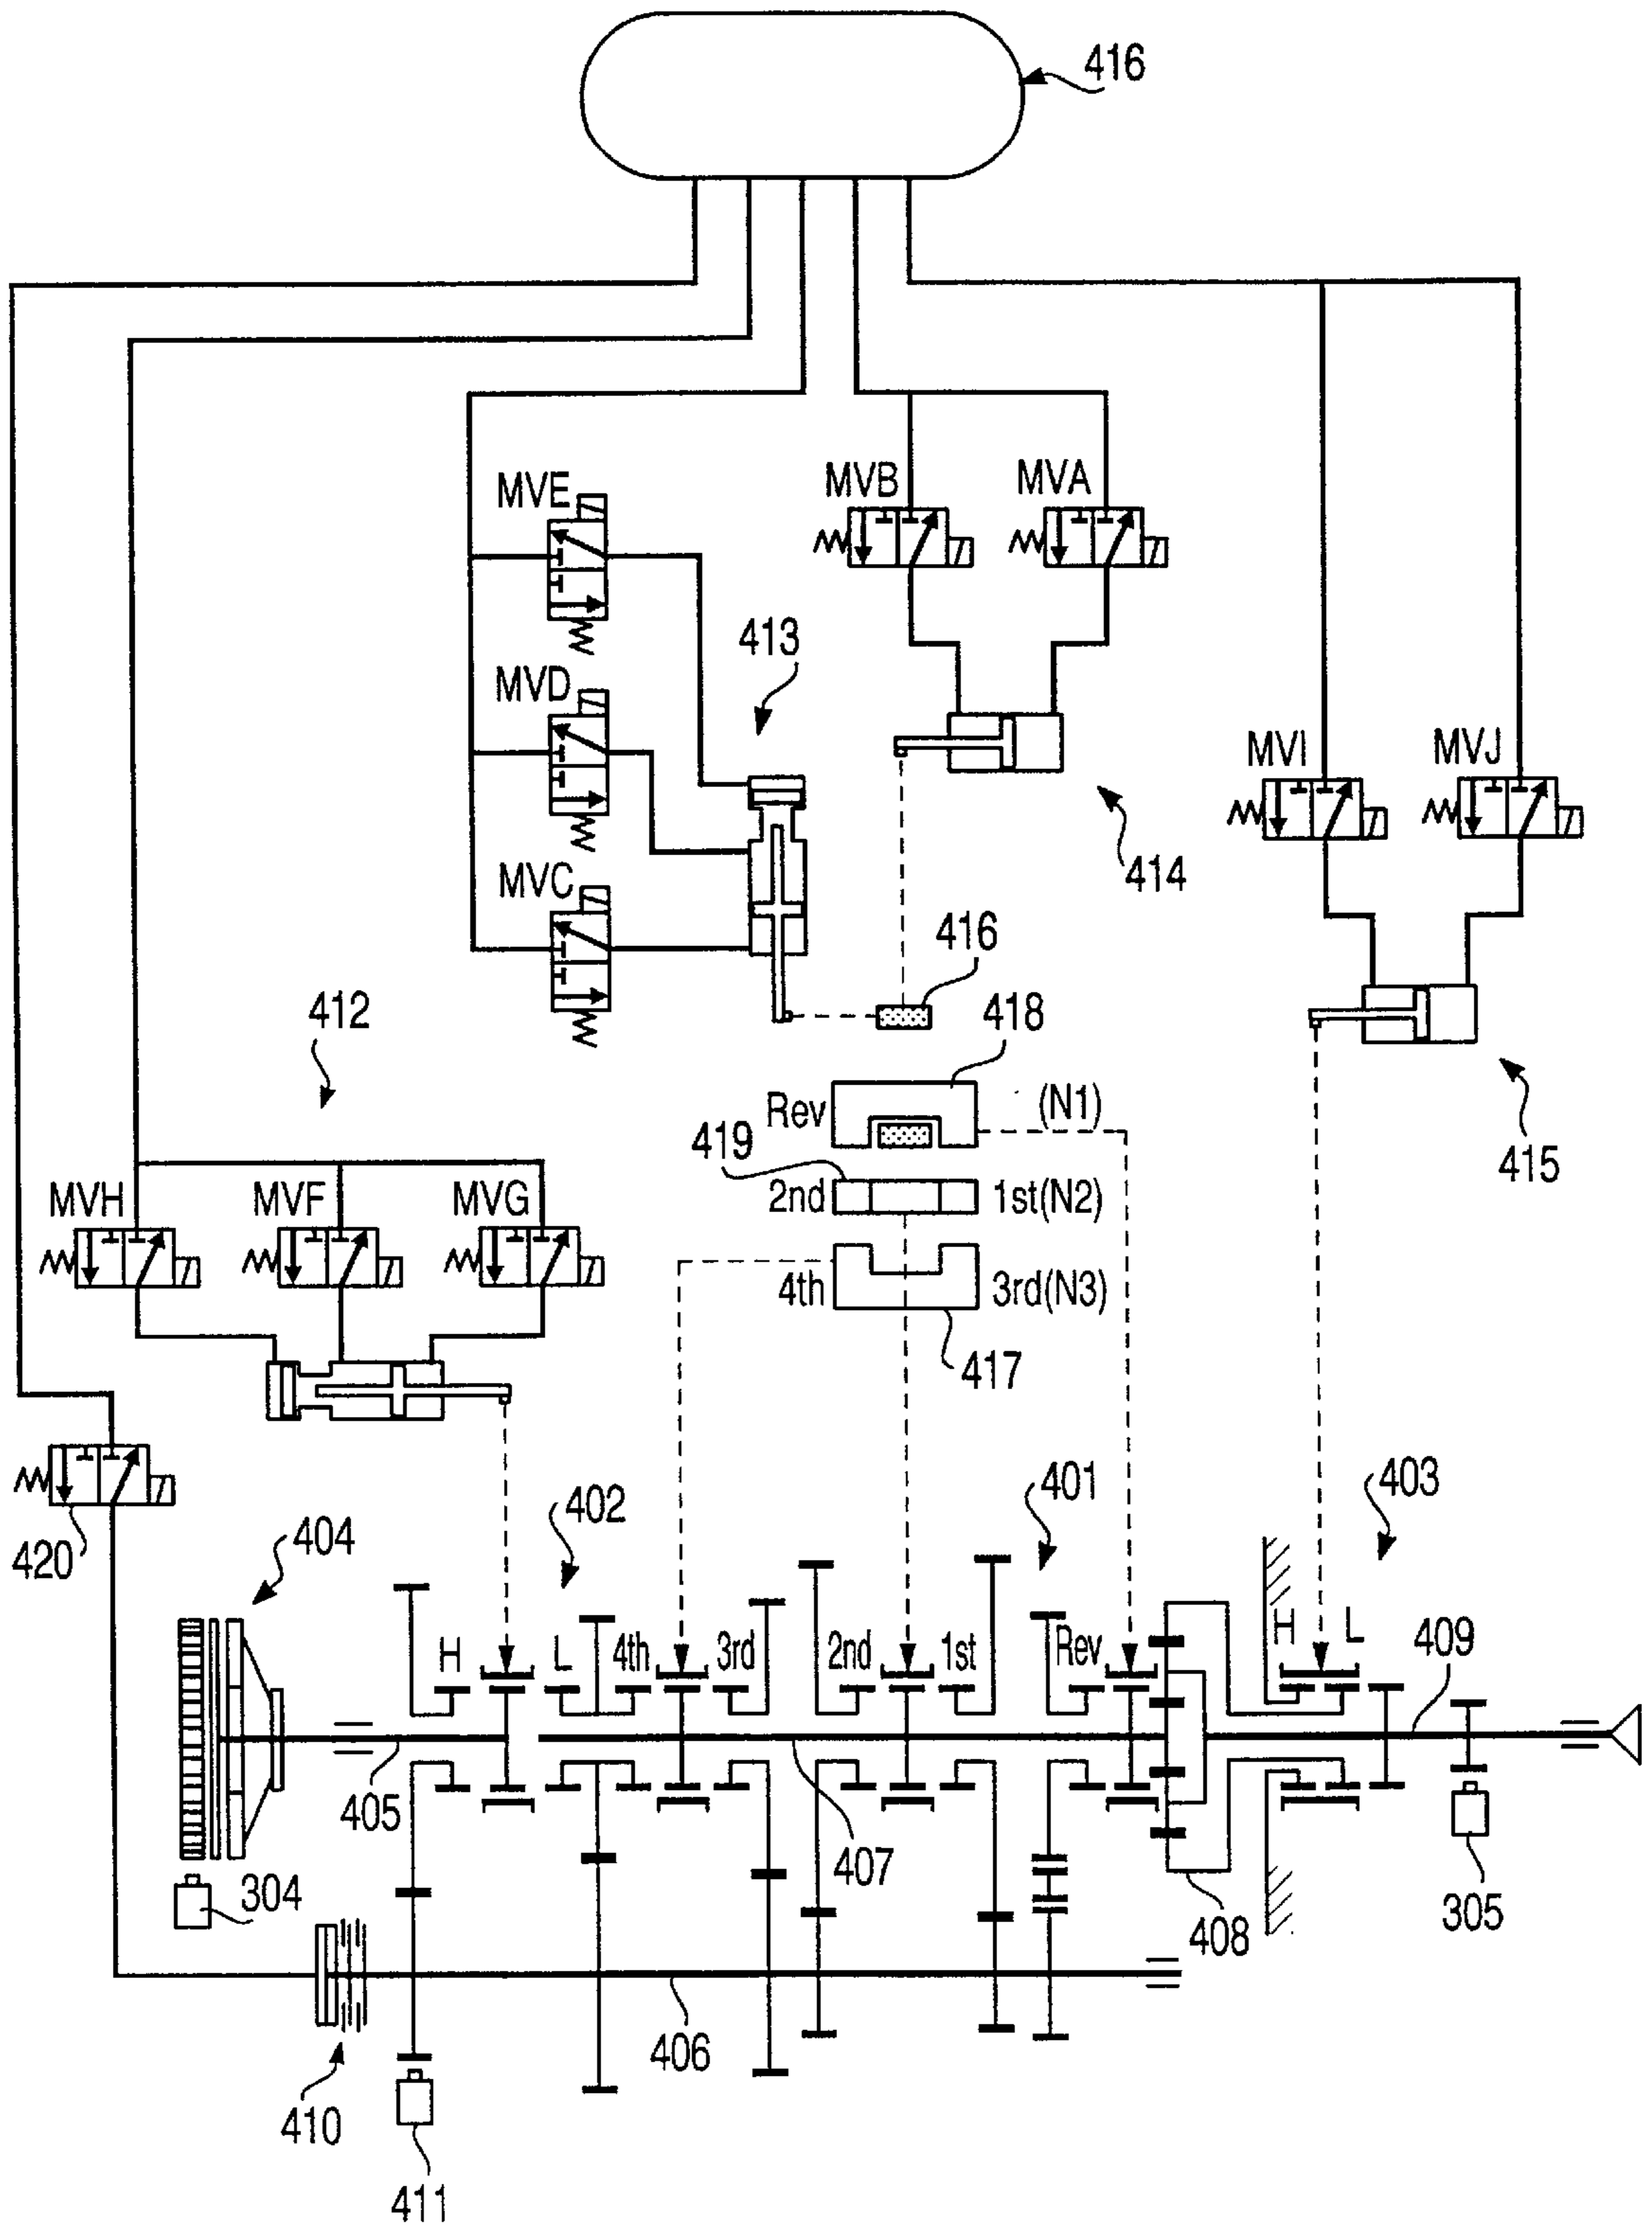 416
MVE
MVB MVA
413
MVD
MVI MVJ
MVC
414
416
412
418
Rev (N1)
419
415
MVH MVF MVG
2nd 1st(N2)
4th 3rd(N3)
417
401
403
402
404
420
H L 4th 3rd 2nd 1st Rev H L
409
405
407
304
408
305
406
410
411